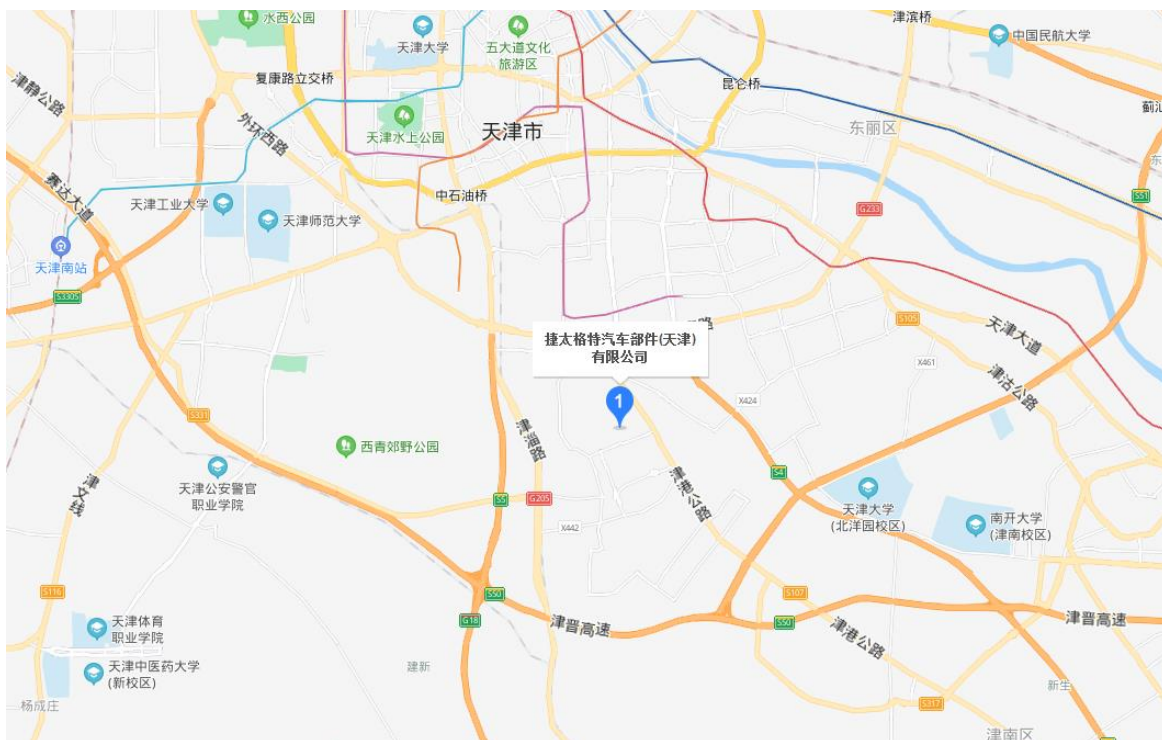 水西公园
天津大学
五大道文化
旅游区
津滨桥
中国民航大学
复康路立交桥
昆仑桥
蓟汕
津静公路
外环西路
天津水上公园
天津市
东丽区
东
赛达大道
天津工业大学
天津师范大学
中石油桥
S51
G233
天津南站
S3305
路
S105
天津大道
捷太格特汽车部件(天津)
有限公司
X461
津沽公路
1
X424
S331
西青郊野公园
津淄路
津文线
天津公安警官
职业学院
S5
G205
津港公路
S4
天津大学
(北洋园校区)
南开大学
(津南校区)
X442
S116
S50
S107
天津体育
职业学院
G18
津晋高速
S50
津晋高速
津港公路
天津中医药大学
(新校区)
建新
新生
杨成庄
S317
津南区